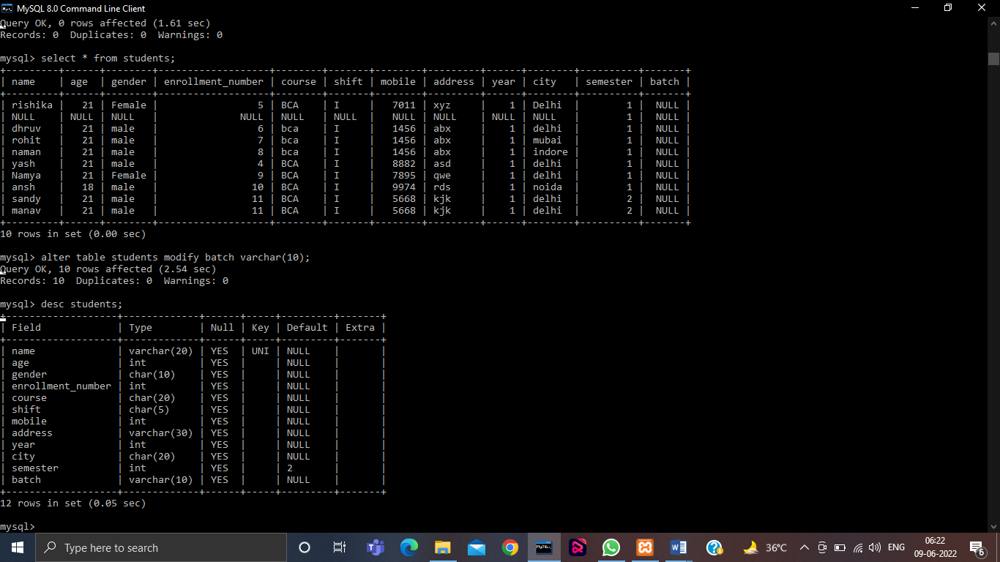 MySQL 8.0 Command Line Client
Query OK, 0 rows affected (1.61 sec)
Records: 0  Duplicates: 0  Warnings: 0
mysql> select * from students;
+---------+------+--------+-------------------+--------+-------+--------+---------+------+--------+----------+-------+
| name    | age  | gender | enrollment_number | course | shift | mobile | address | year | city   | semester | batch |
+---------+------+--------+-------------------+--------+-------+--------+---------+------+--------+----------+-------+
| rishika |   21 | Female |                 5 | BCA    | I     |   7011 | xyz     |    1 | Delhi  |        1 |  NULL |
| NULL    | NULL | NULL   |              NULL | NULL   | NULL  |   NULL | NULL    | NULL | NULL   |        1 |  NULL |
| dhruv   |   21 | male   |                 6 | bca    | I     |   1456 | abx     |    1 | delhi  |        1 |  NULL |
| rohit   |   21 | male   |                 7 | bca    | I     |   1456 | abx     |    1 | mubai  |        1 |  NULL |
| naman   |   21 | male   |                 8 | bca    | I     |   1456 | abx     |    1 | indore |        1 |  NULL |
| yash    |   21 | male   |                 4 | BCA    | I     |   8882 | asd     |    1 | delhi  |        1 |  NULL |
| Namya   |   21 | Female |                 9 | BCA    | I     |   7895 | qwe     |    1 | delhi  |        1 |  NULL |
| ansh    |   18 | male   |                10 | BCA    | I     |   9974 | rds     |    1 | noida  |        1 |  NULL |
| sandy   |   21 | male   |                11 | BCA    | I     |   5668 | kjk     |    1 | delhi  |        2 |  NULL |
| manav   |   21 | male   |                11 | BCA    | I     |   5668 | kjk     |    1 | delhi  |        2 |  NULL |
+---------+------+--------+-------------------+--------+-------+--------+---------+------+--------+----------+-------+
10 rows in set (0.00 sec)
mysql> alter table students modify batch varchar(10);
Query OK, 10 rows affected (2.54 sec)
Records: 10  Duplicates: 0  Warnings: 0
mysql> desc students;
+-------------------+-------------+------+-----+---------+-------+
| Field             | Type        | Null | Key | Default | Extra |
+-------------------+-------------+------+-----+---------+-------+
| name              | varchar(20) | YES  | UNI | NULL    |       |
| age               | int         | YES  |     | NULL    |       |
| gender            | char(10)    | YES  |     | NULL    |       |
| enrollment_number | int         | YES  |     | NULL    |       |
| course            | char(20)    | YES  |     | NULL    |       |
| shift             | char(5)     | YES  |     | NULL    |       |
| mobile            | int         | YES  |     | NULL    |       |
| address           | varchar(30) | YES  |     | NULL    |       |
| year              | int         | YES  |     | NULL    |       |
| city              | char(20)    | YES  |     | NULL    |       |
| semester          | int         | YES  |     | 2       |       |
| batch             | varchar(10) | YES  |     | NULL    |       |
+-------------------+-------------+------+-----+---------+-------+
12 rows in set (0.05 sec)
mysql>
Type here to search
36°C
ENG
06:22
09-06-2022
6